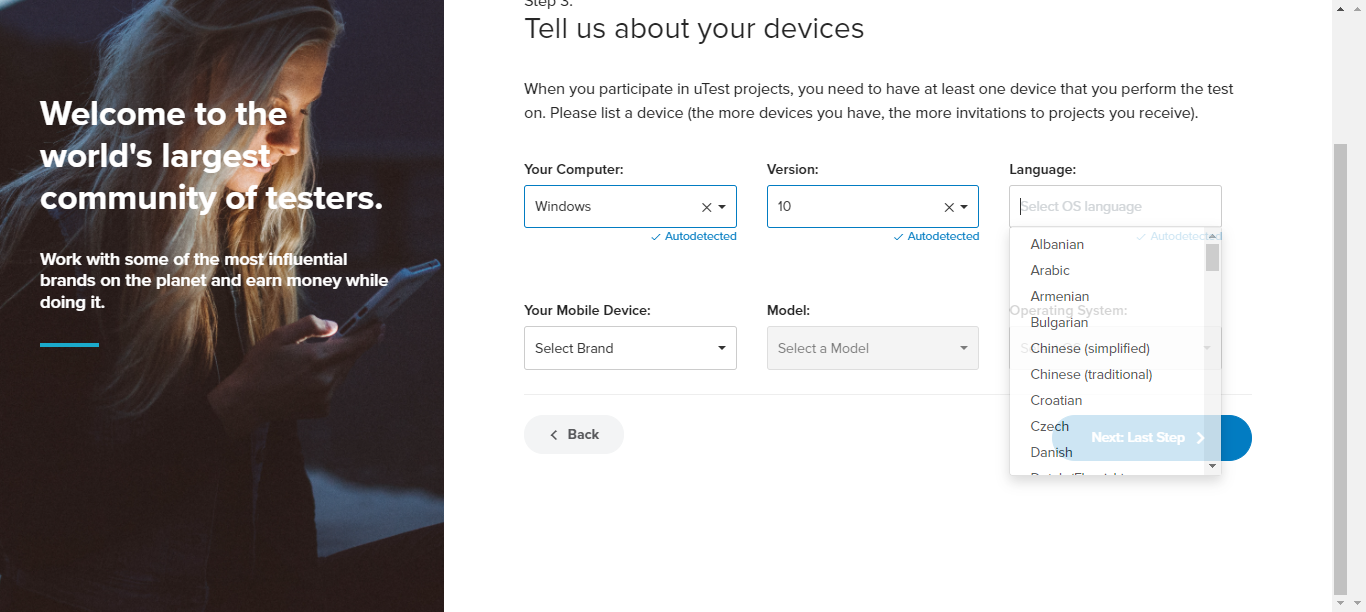 Step 3:
Tell us about your devices
Welcome to the
world's largest
community of testers.
Work with some of the most influential
brands on the planet and earn money while
doing it.
When you participate in uTest projects, you need to have at least one device that you perform the test
on. Please list a device (the more devices you have, the more invitations to projects you receive).
Your Computer:
Windows
Autodetected
Version:
10
Autodetected
Language:
Select OS language
Autodetected
Albanian
Arabic
Armenian
Bulgarian
Chinese (simplified)
Chinese (traditional)
Croatian
Czech
Danish
Your Mobile Device:
Select Brand
Model:
Select a Model
Operating System:
Back
Next: Last Step